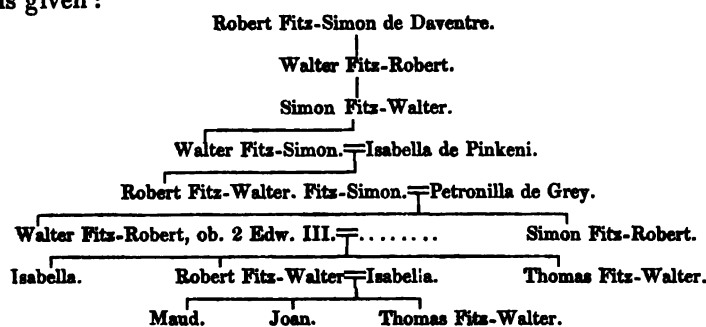 is given:
Robert Fitz-Simon de Daventre.
Walter Fitz-Robert.
Simon Fitz-Walter.
Walter Fitz-Simon. Isabella de Pinkeni.
Robert Fitz-Walter. Fitz-Simon. Petronilla de Grey.
Walter Fitz-Robert, ob. 2 Edw. III. ........ Simon Fitz-Robert.
Isabella. Robert Fitz-Walter Isabelia. Thomas Fitz-Walter.
Maud. Joan. Thomas Fitz-Walter.